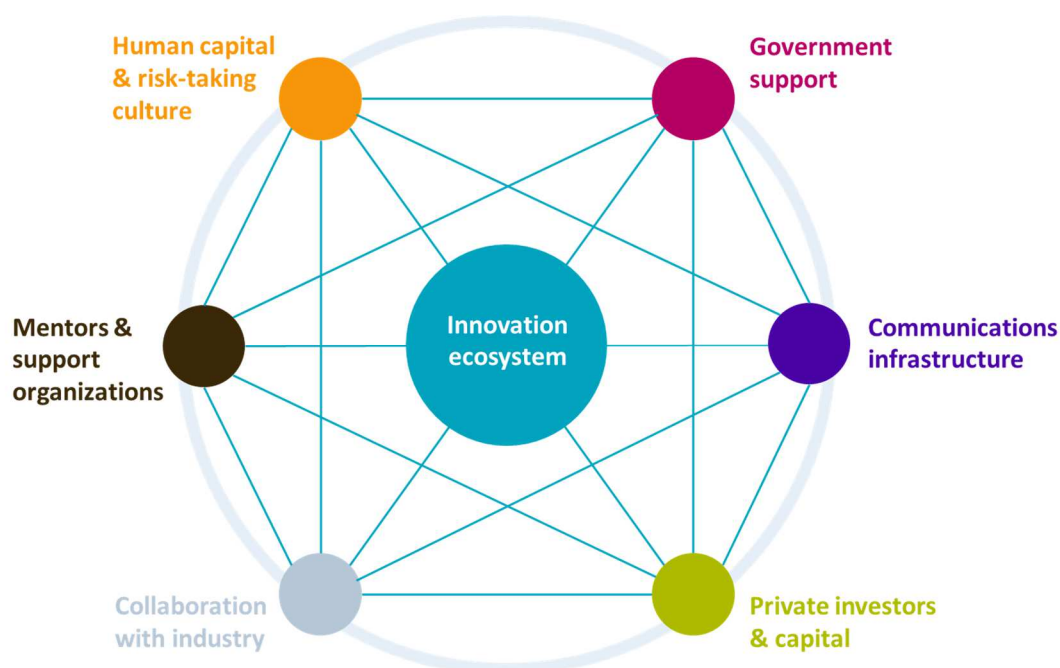 Human capital
& risk-taking
culture
Government
support
Mentors &
support
organizations
Innovation
ecosystem
Communications
infrastructure
Collaboration
with industry
Private investors
& capital